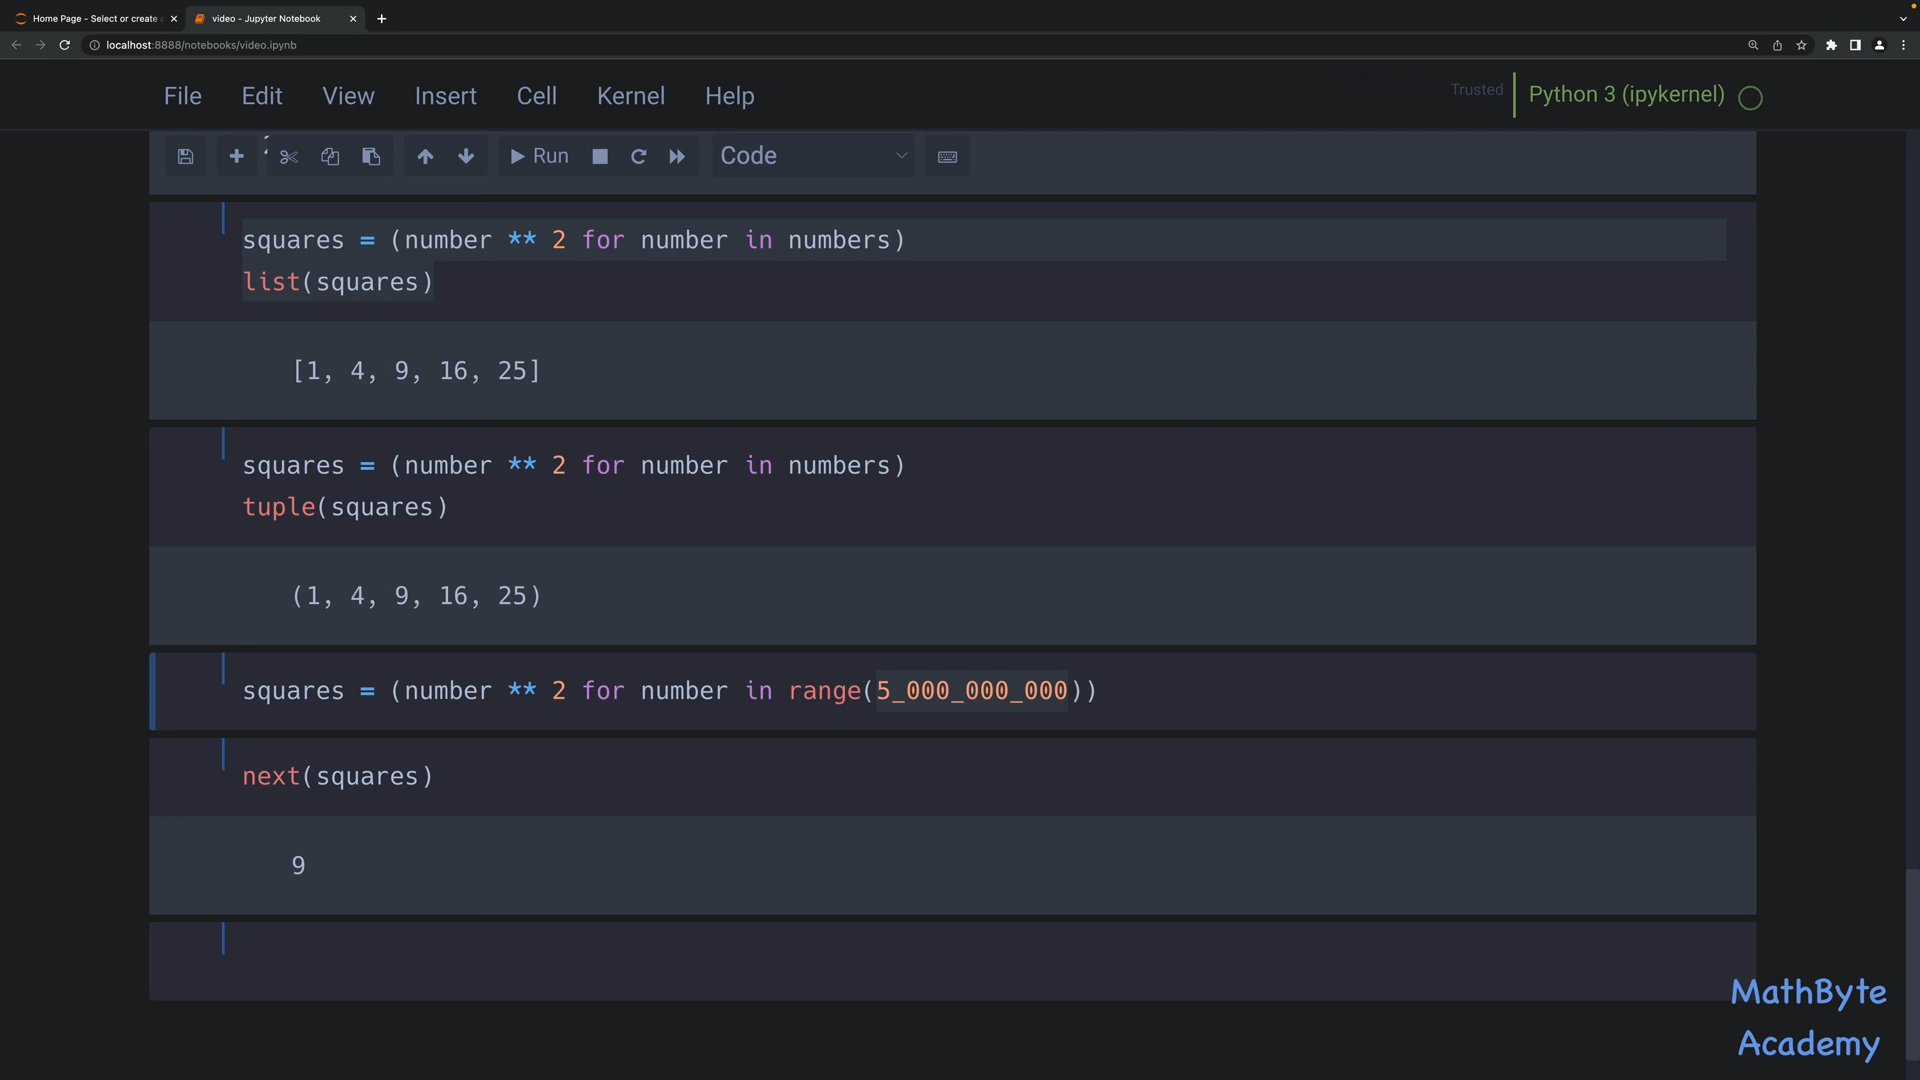 Home Page - Select or create a
video - Jupyter Notebook
localhost:8888/notebooks/video.ipynb
File Edit View Insert Cell Kernel Help
Trusted
Python 3 (ipykernel)
Run
Code
squares = (number ** 2 for number in numbers)
list(squares)
[1, 4, 9, 16, 25]
squares = (number ** 2 for number in numbers)
tuple(squares)
(1, 4, 9, 16, 25)
squares = (number ** 2 for number in range(5_000_000_000))
next(squares)
9
MathByte
Academy